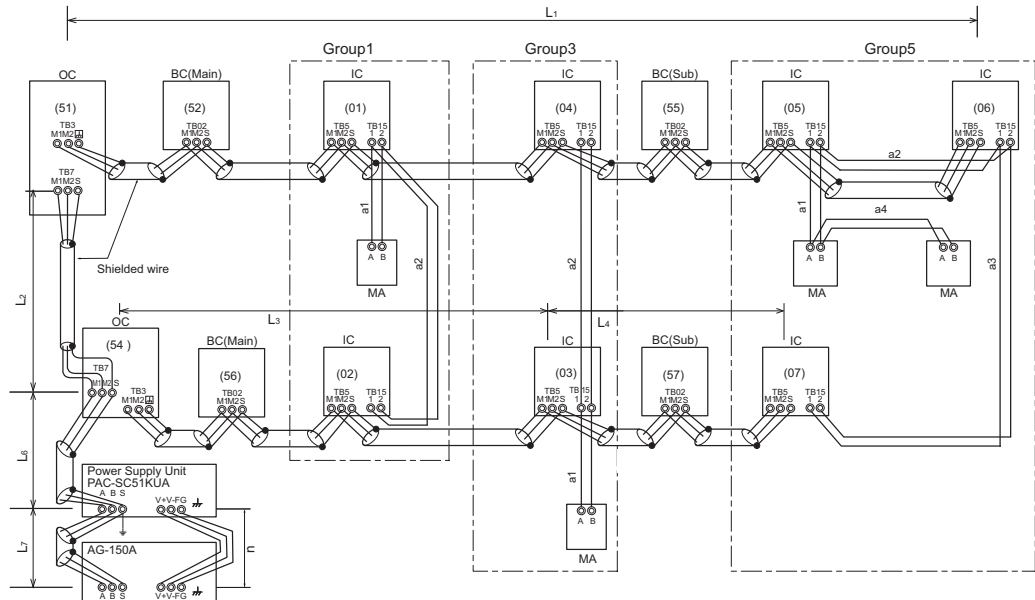 L1
Group1
Group3
Group5
OC
BC(Main)
IC
IC
BC(Sub)
IC
IC
(51)
(52)
(01)
(04)
(55)
(05)
(06)
TB3
M1M2
TB02
M1M2S
TB5
M1M2S
TB15
1 2
TB5
M1M2S
TB15
1 2
TB02
M1M2S
TB5
M1M2S
TB15
1 2
TB5
M1M2S
TB15
1 2
TB7
M1M2S
a2
a1
a2
a2
a1
a4
a3
A B
MA
A B
MA
A B
MA
Shielded wire
L2
L3
L4
OC
BC(Main)
IC
IC
BC(Sub)
IC
(54 )
(56)
(02)
(03)
(57)
(07)
TB7
M1M2 S
TB3
M1M2
TB02
M1M2S
TB5
M1M2S
TB15
1 2
TB5
M1M2S
TB15
1 2
TB02
M1M2S
TB5
M1M2S
TB15
1 2
L6
a1
Power Supply Unit
PAC-SC51KUA
A B S
V+V-FG
A B
MA
L7
n
AG-150A
A B S
V+V-FG